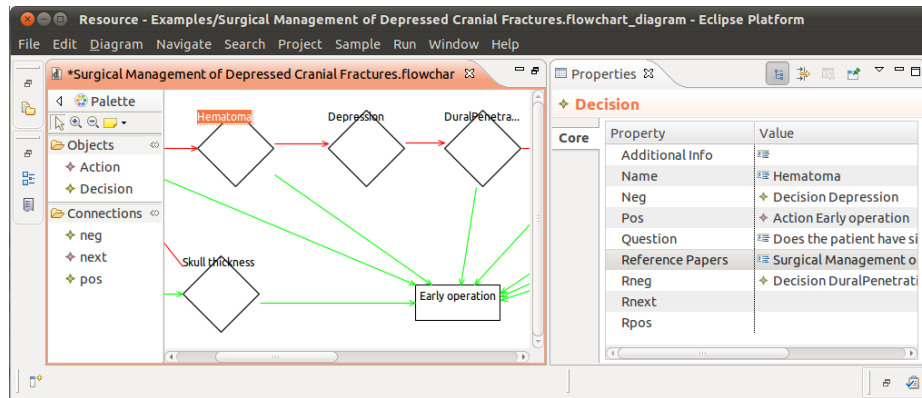 Resource - Examples/Surgical Management of Depressed Cranial Fractures.flowchart_diagram - Eclipse Platform
File Edit Diagram Navigate Search Project Sample Run Window Help
*Surgical Management of Depressed Cranial Fractures.flowchar
Properties
Palette
Objects
Action
Decision
Connections
neg
next
pos
Hematoma
Depression
DuralPenetra...
Skull thickness
Early operation
Decision
Core
Property Value
Additional Info
Name Hematoma
Neg Decision Depression
Pos Action Early operation
Question Does the patient have si
Reference Papers Surgical Management o
Rneg Decision DuralPenetrati
Rnext
Rpos